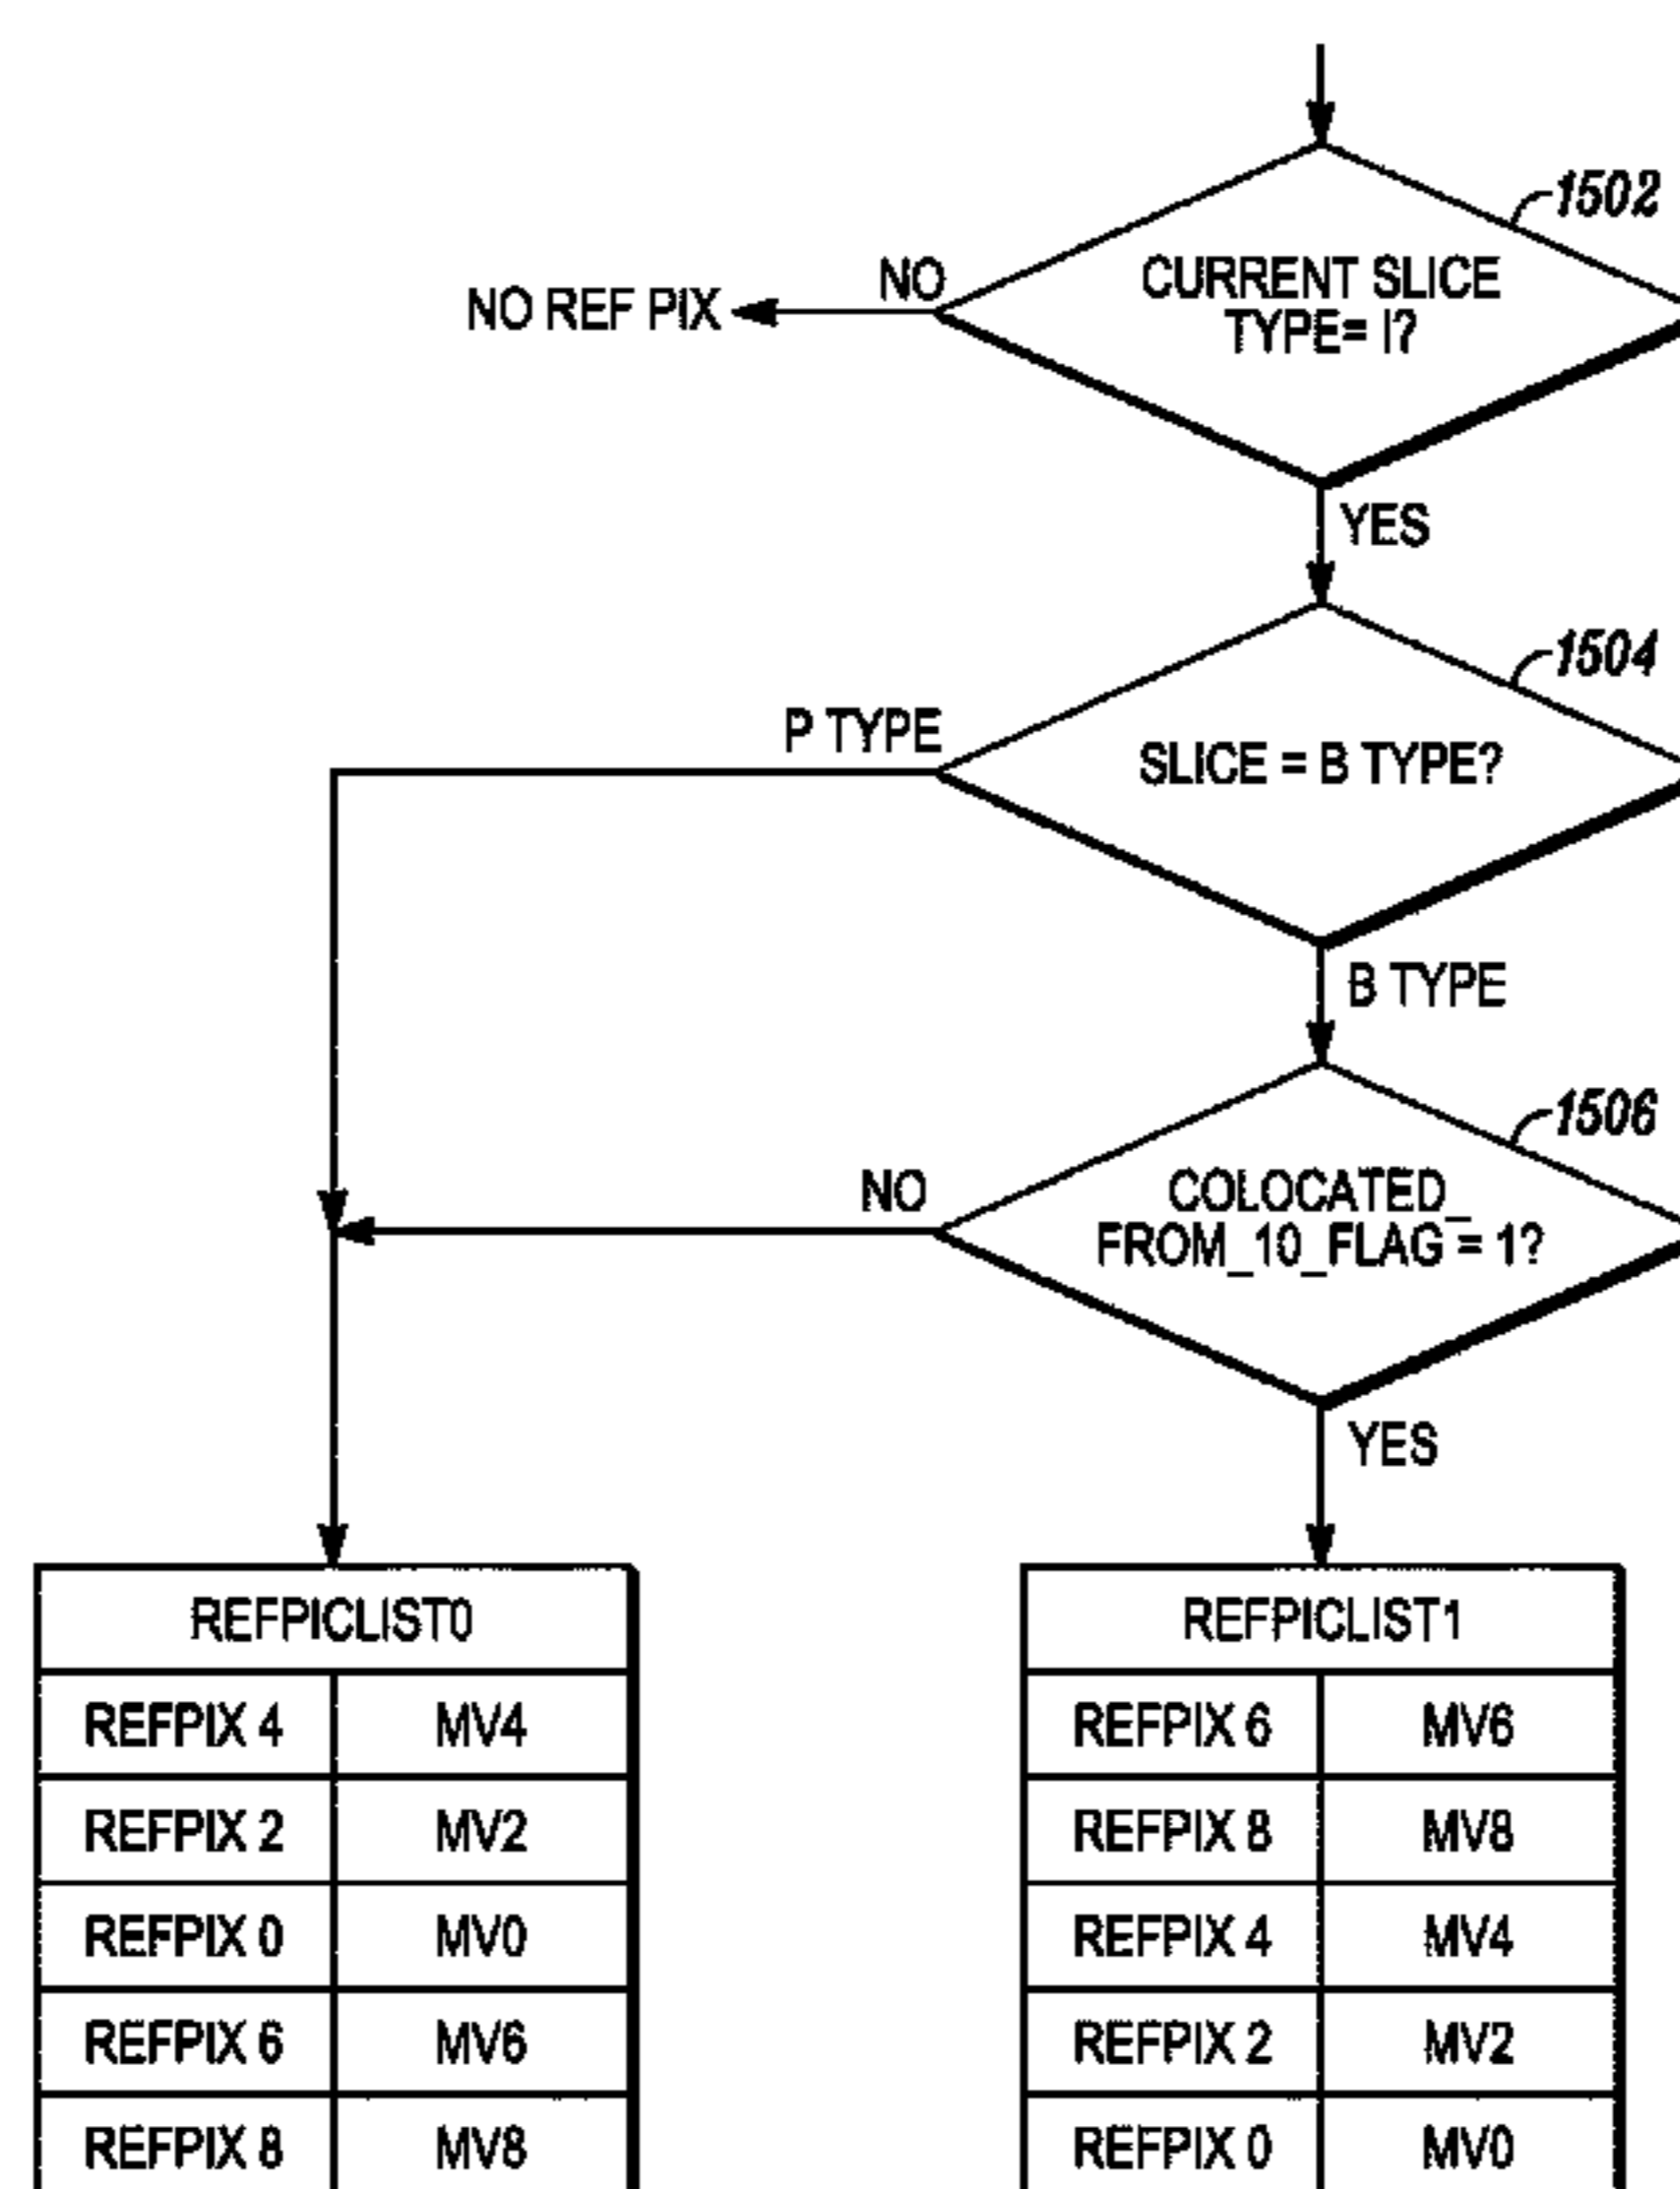 1502
CURRENT SLICE
TYPE= I?
NO
NO REF PIX
YES
1504
P TYPE
SLICE = B TYPE?
B TYPE
1506
NO
COLOCATED_
FROM_10_FLAG = 1?
YES
REFPICLIST0
REFPIX 4 MV4
REFPIX 2 MV2
REFPIX 0 MV0
REFPIX 6 MV6
REFPIX 8 MV8
REFPICLIST1
REFPIX 6 MV6
REFPIX 8 MV8
REFPIX 4 MV4
REFPIX 2 MV2
REFPIX 0 MV0